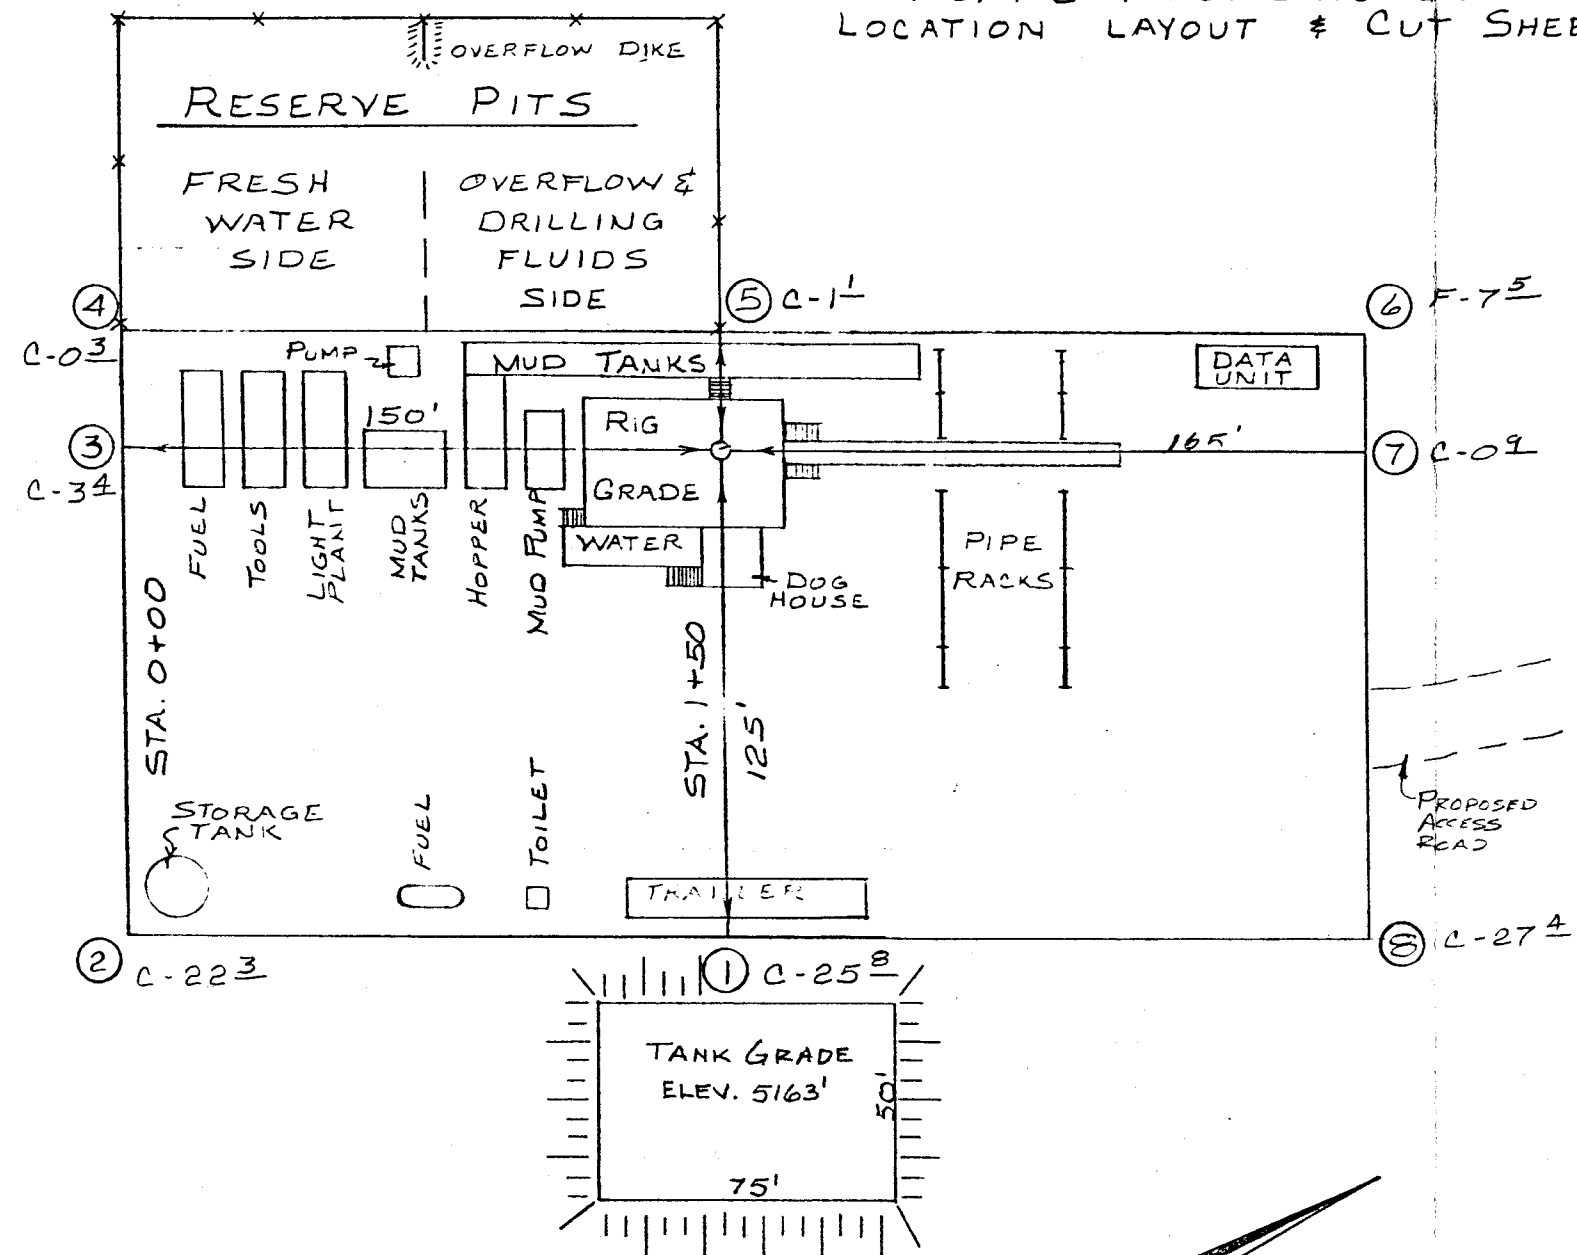 LOCATION LAYOUT & CUT SHEE
OVERFLOW DIKE
RESERVE PITS
FRESH
WATER
SIDE
OVERFLOW &
DRILLING
FLUIDS
SIDE
4
C-0 3
5 C-1 1
6 F-7 5
PUMP
MUD TANKS
DATA
UNIT
150'
RIG
GRADE
165'
3
C-3 4
7 C-0 9
FUEL
TOOLS
LIGHT
PLANT
MUD
TANKS
HOPPER
MUD PUMP
WATER
DOG
HOUSE
PIPE
RACKS
STA. 0+00
STA. 1+50
125'
STORAGE
TANK
FUEL
TOILET
TRAILER
PROPOSED
ACCESS
ROAD
2 C-22 3
1 C-25 8
8 C-27 4
TANK GRADE
ELEV. 5163'
50'
75'